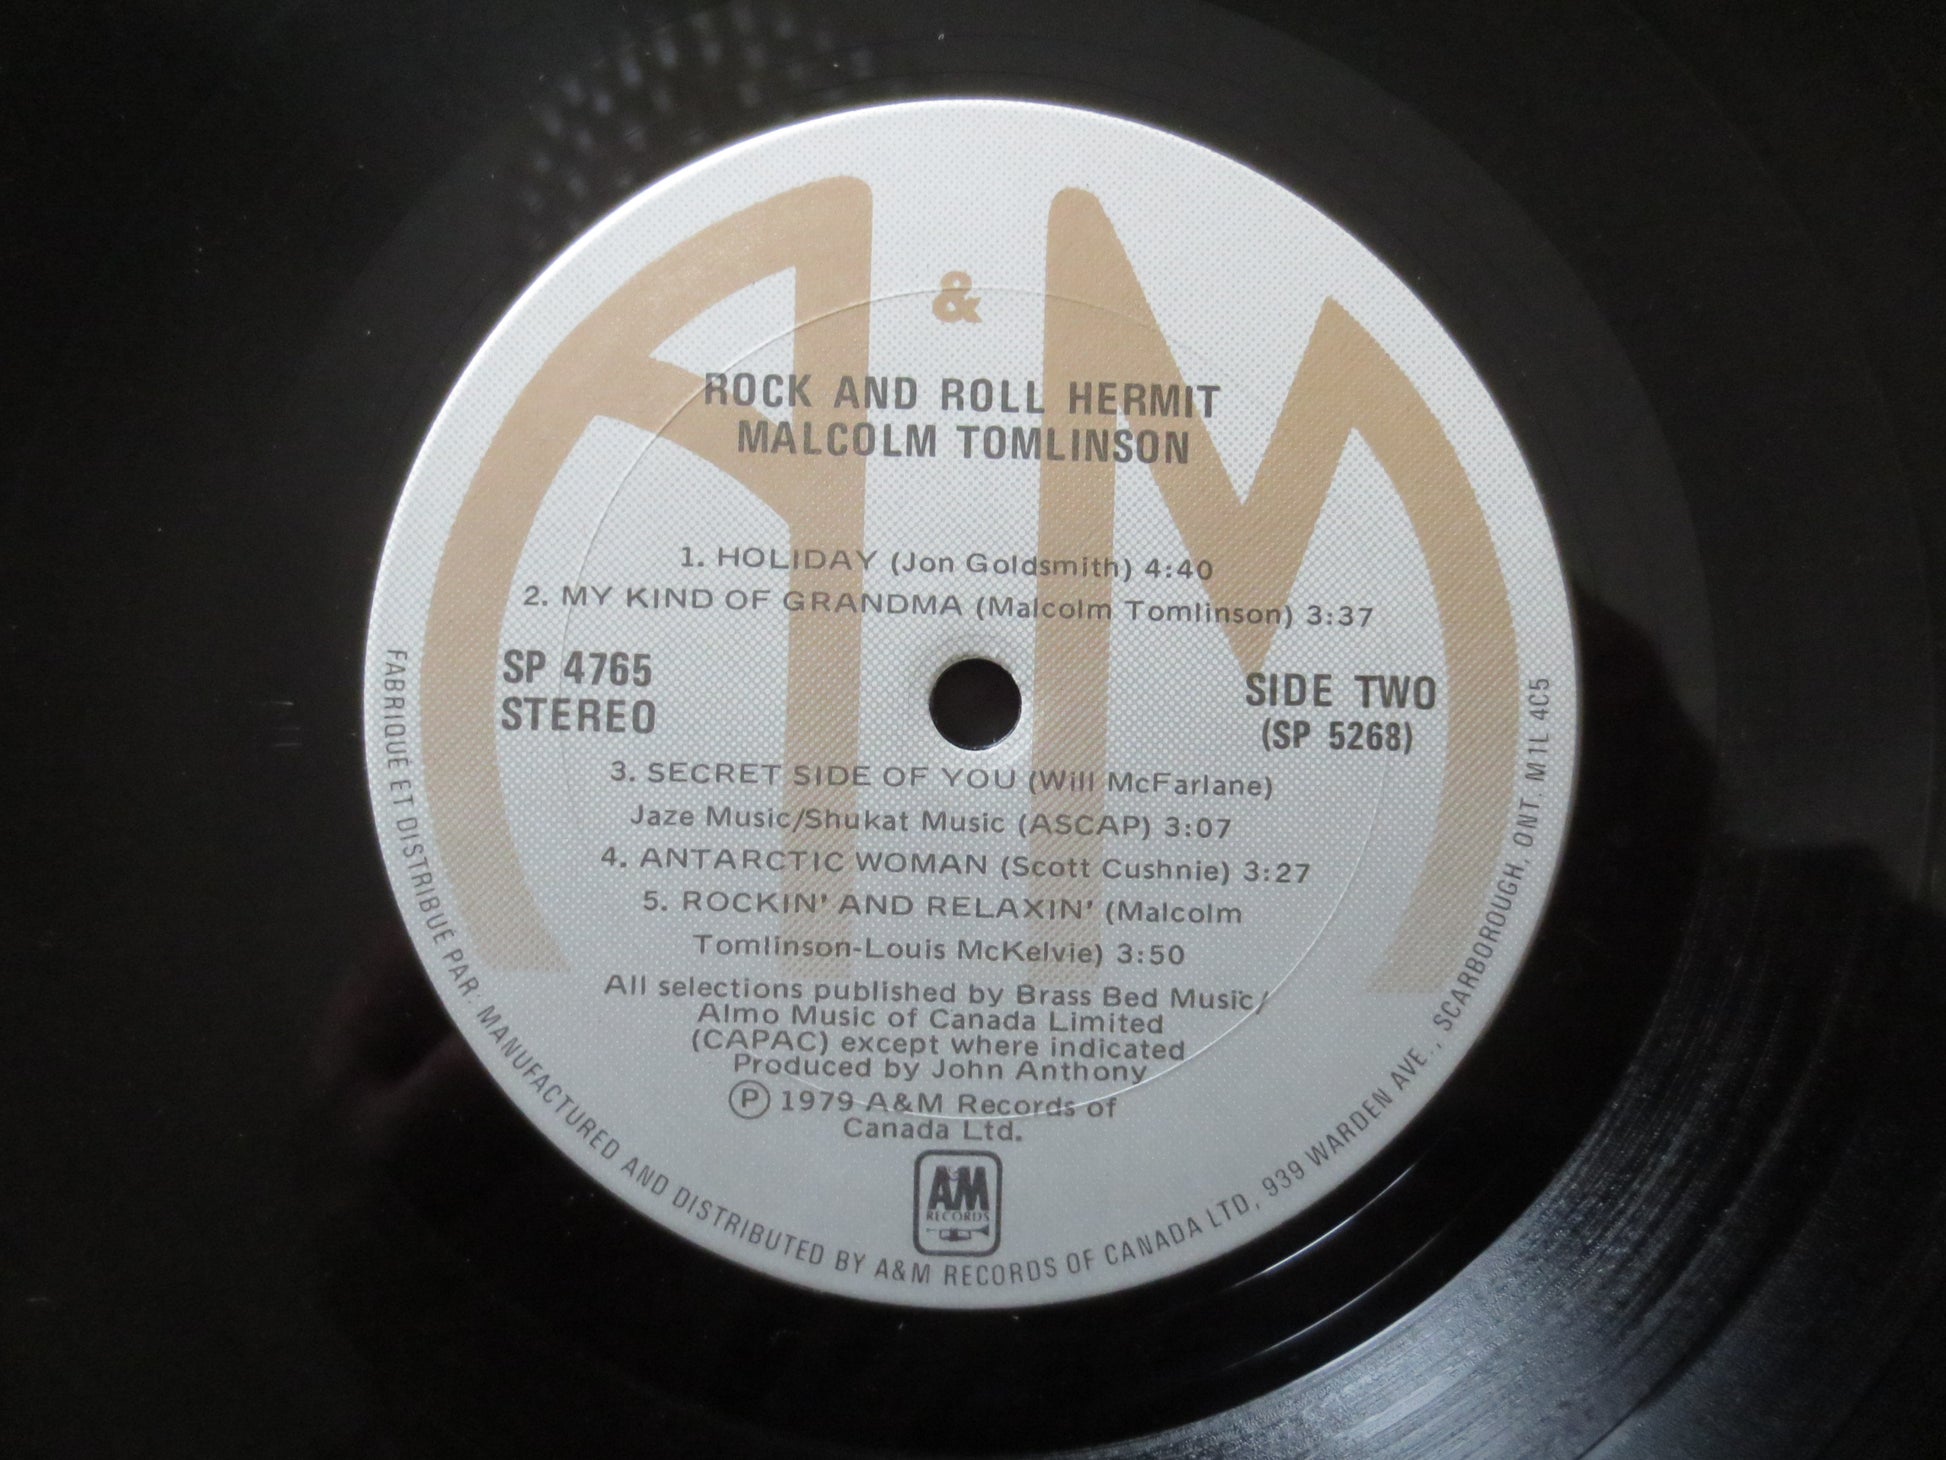 A & M
ROCK AND ROLL HERMIT
MALCOLM TOMLINSON
1. HOLIDAY (Jon Goldsmith) 4:40
2. MY KIND OF GRANDMA (Malcolm Tomlinson) 3:37
SP 4765
STEREO
SIDE TWO
(SP 5268)
3. SECRET SIDE OF YOU (Will McFarlane)
Jaze Music/Shukat Music (ASCAP) 3:07
4. ANTARCTIC WOMAN (Scott Cushnie) 3:27
5. ROCKIN' AND RELAXIN' (Malcolm
Tomlinson-Louis McKelvie) 3:50
All selections published by Brass Bed Music/
Almo Music of Canada Limited
(CAPAC) except where indicated
Produced by John Anthony
Ⓟ 1979 A&M Records of
Canada Ltd.
A&M
RECORDS
FABRIQUÉ ET DISTRIBUÉ PAR: MANUFACTURED AND DISTRIBUTED BY A&M RECORDS OF CANADA LTD, 939 WARDEN AVE., SCARBOROUGH, ONT. M1L 4C5